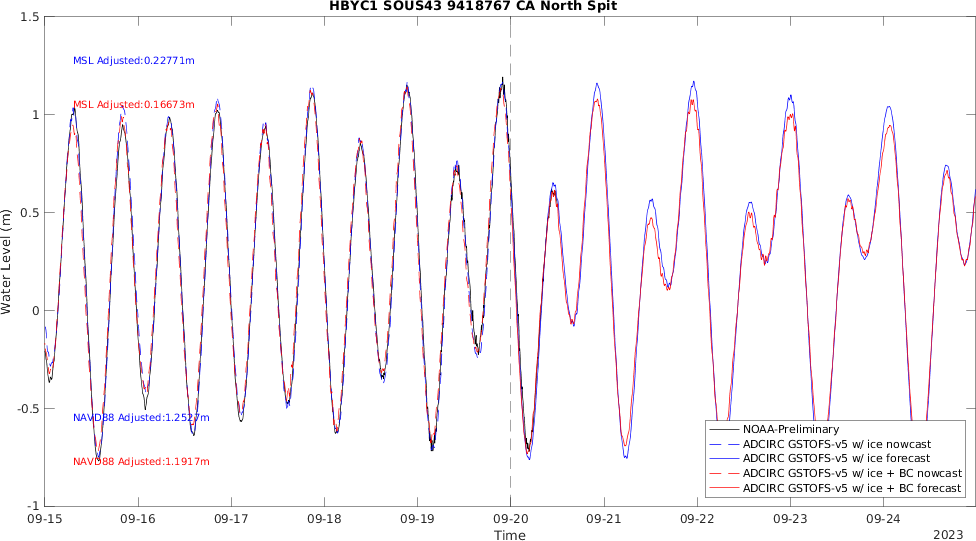 HBYC1 SOUS43 9418767 CA North Spit
1.5
1
0.5
0
-0.5
-1
Water Level (m)
MSL Adjusted:0.22771m
MSL Adjusted:0.16673m
NAVD88 Adjusted:1.2527m
NAVD88 Adjusted:1.1917m
NOAA-Preliminary
ADCIRC GSTOFS-v5 w/ ice nowcast
ADCIRC GSTOFS-v5 w/ ice forecast
ADCIRC GSTOFS-v5 w/ ice + BC nowcast
ADCIRC GSTOFS-v5 w/ ice + BC forecast
09-15 09-16 09-17 09-18 09-19 09-20 09-21 09-22 09-23 09-24
Time
2023